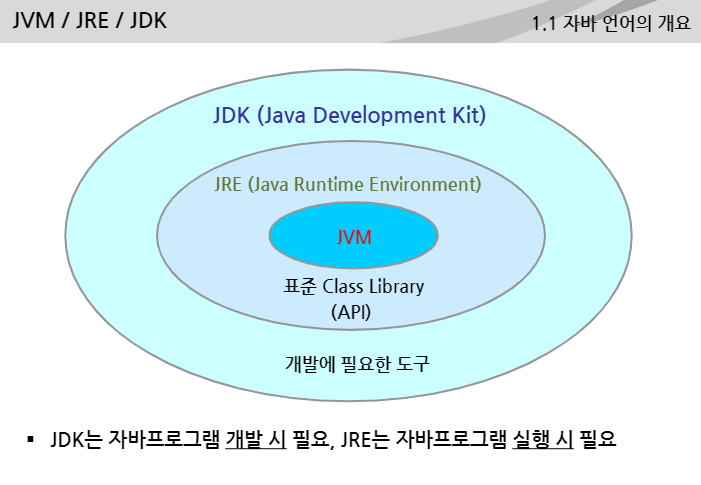 JVM / JRE / JDK
1.1 자바 언어의 개요
JDK (Java Development Kit)
JRE (Java Runtime Environment)
JVM
표준 Class Library
(API)
개발에 필요한 도구
▪ JDK는 자바프로그램 개발 시 필요, JRE는 자바프로그램 실행 시 필요